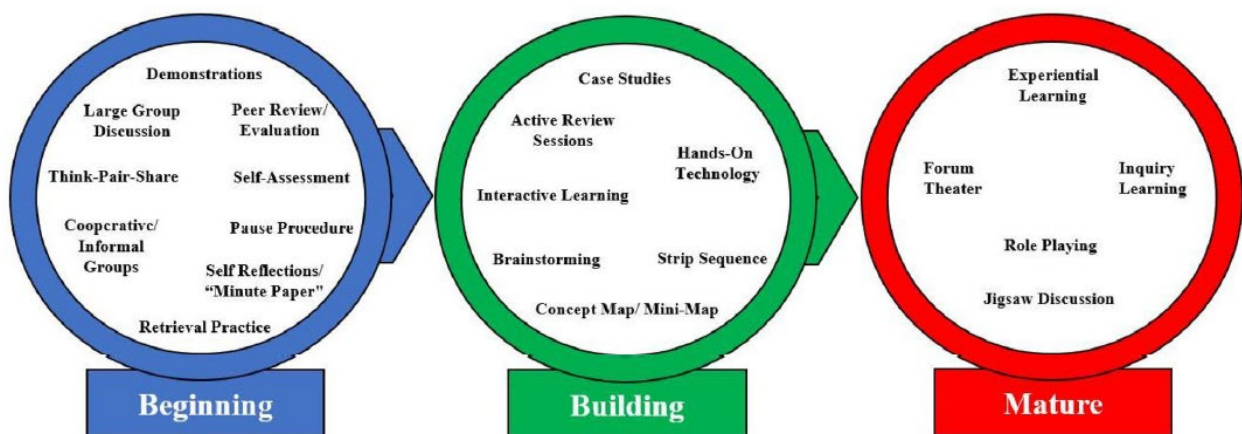 Demonstrations
Large Group
Discussion
Peer Review/
Evaluation
Think-Pair-Share
Self-Assessment
Cooperative/
Informal
Groups
Pause Procedure
Self Reflections/
“Minute Paper"
Retrieval Practice
Beginning
Case Studies
Active Review
Sessions
Hands-On
Technology
Interactive Learning
Brainstorming
Strip Sequence
Concept Map/ Mini-Map
Building
Experiential
Learning
Forum
Theater
Inquiry
Learning
Role Playing
Jigsaw Discussion
Mature